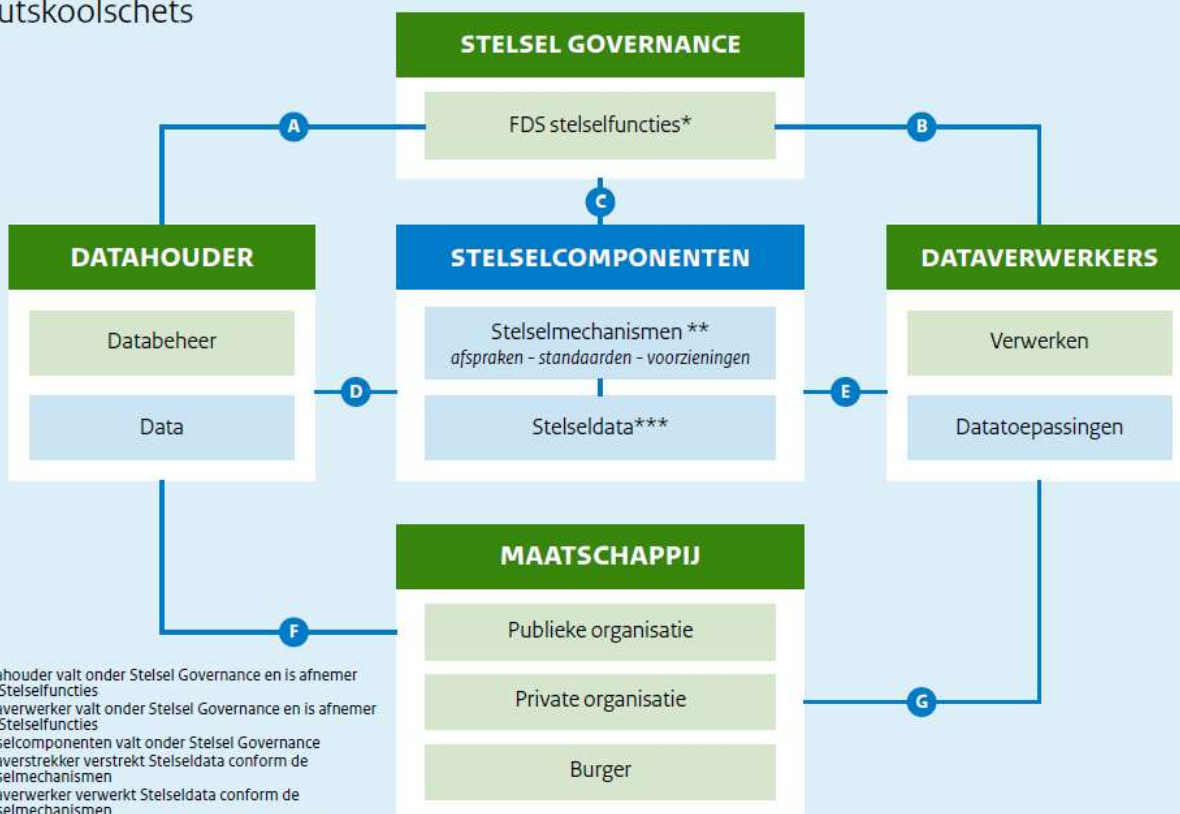 utskoolschets
STELSEL GOVERNANCE
FDS stelselfuncties*
A
B
C
DATAHOUDER
Databeheer
Data
STELSELCOMPONENTEN
Stelselmechanismen **
afspraken - standaarden - voorzieningen
Stelseldata***
DATAVERWERKERS
Verwerken
Datatoepassingen
D
E
MAATSCHAPPIJ
Publieke organisatie
Private organisatie
Burger
F
G
ahouder valt onder Stelsel Governance en is afnemer
Stelselfuncties
averwerker valt onder Stelsel Governance en is afnemer
Stelselfuncties
selcomponenten valt onder Stelsel Governance
averstrekker verstrekt Stelseldata conform de
selmechanismen
averwerker verwerkt Stelseldata conform de
selmechanismen